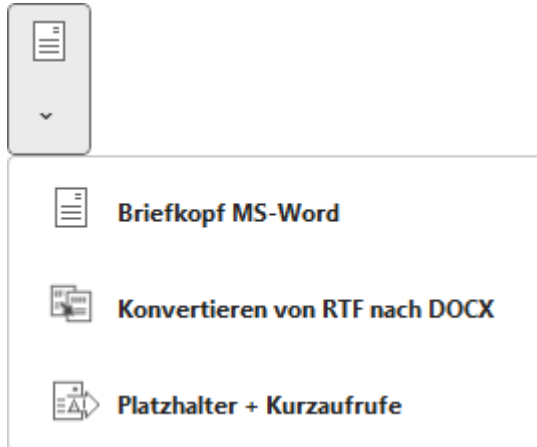 Briefkopf MS-Word
Konvertieren von RTF nach DOCX
Platzhalter + Kurzaufrufe